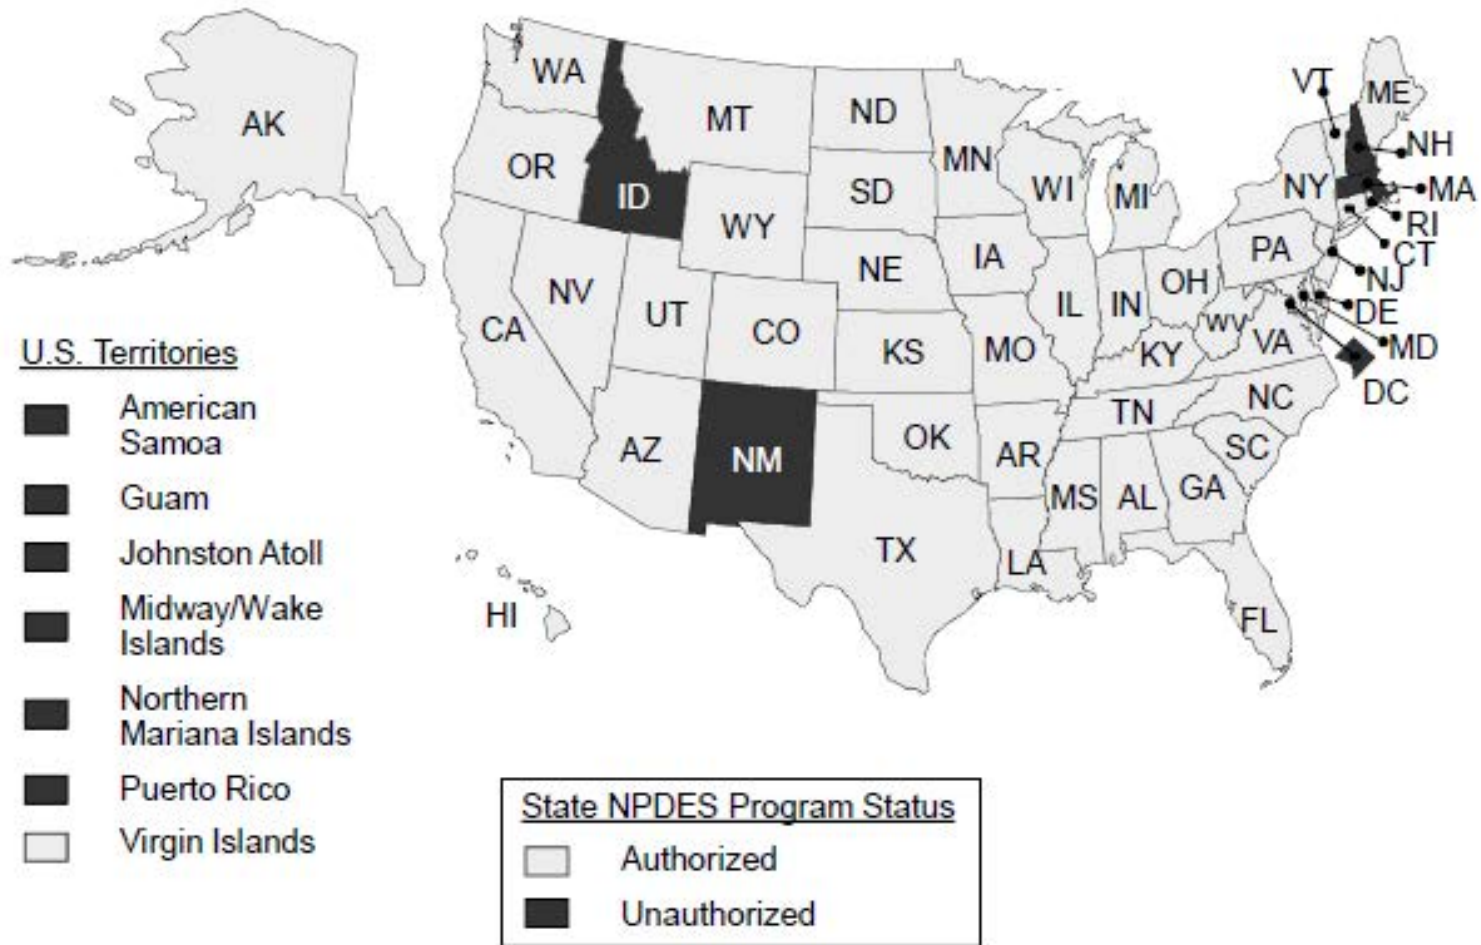 AK
WA
OR
ID
MT
WY
ND
SD
NE
MN
WI
MI
IA
NV
UT
CO
CA
KS
MO
IL
IN
OH
KY
WV
VA
PA
NY
VT
ME
NH
MA
RI
CT
NJ
DE
MD
DC
TN
NC
SC
GA
AL
MS
AR
OK
NM
AZ
TX
LA
FL
HI
U.S. Territories
American
Samoa
Guam
Johnston Atoll
Midway/Wake
Islands
Northern
Mariana Islands
Puerto Rico
Virgin Islands
State NPDES Program Status
Authorized
Unauthorized